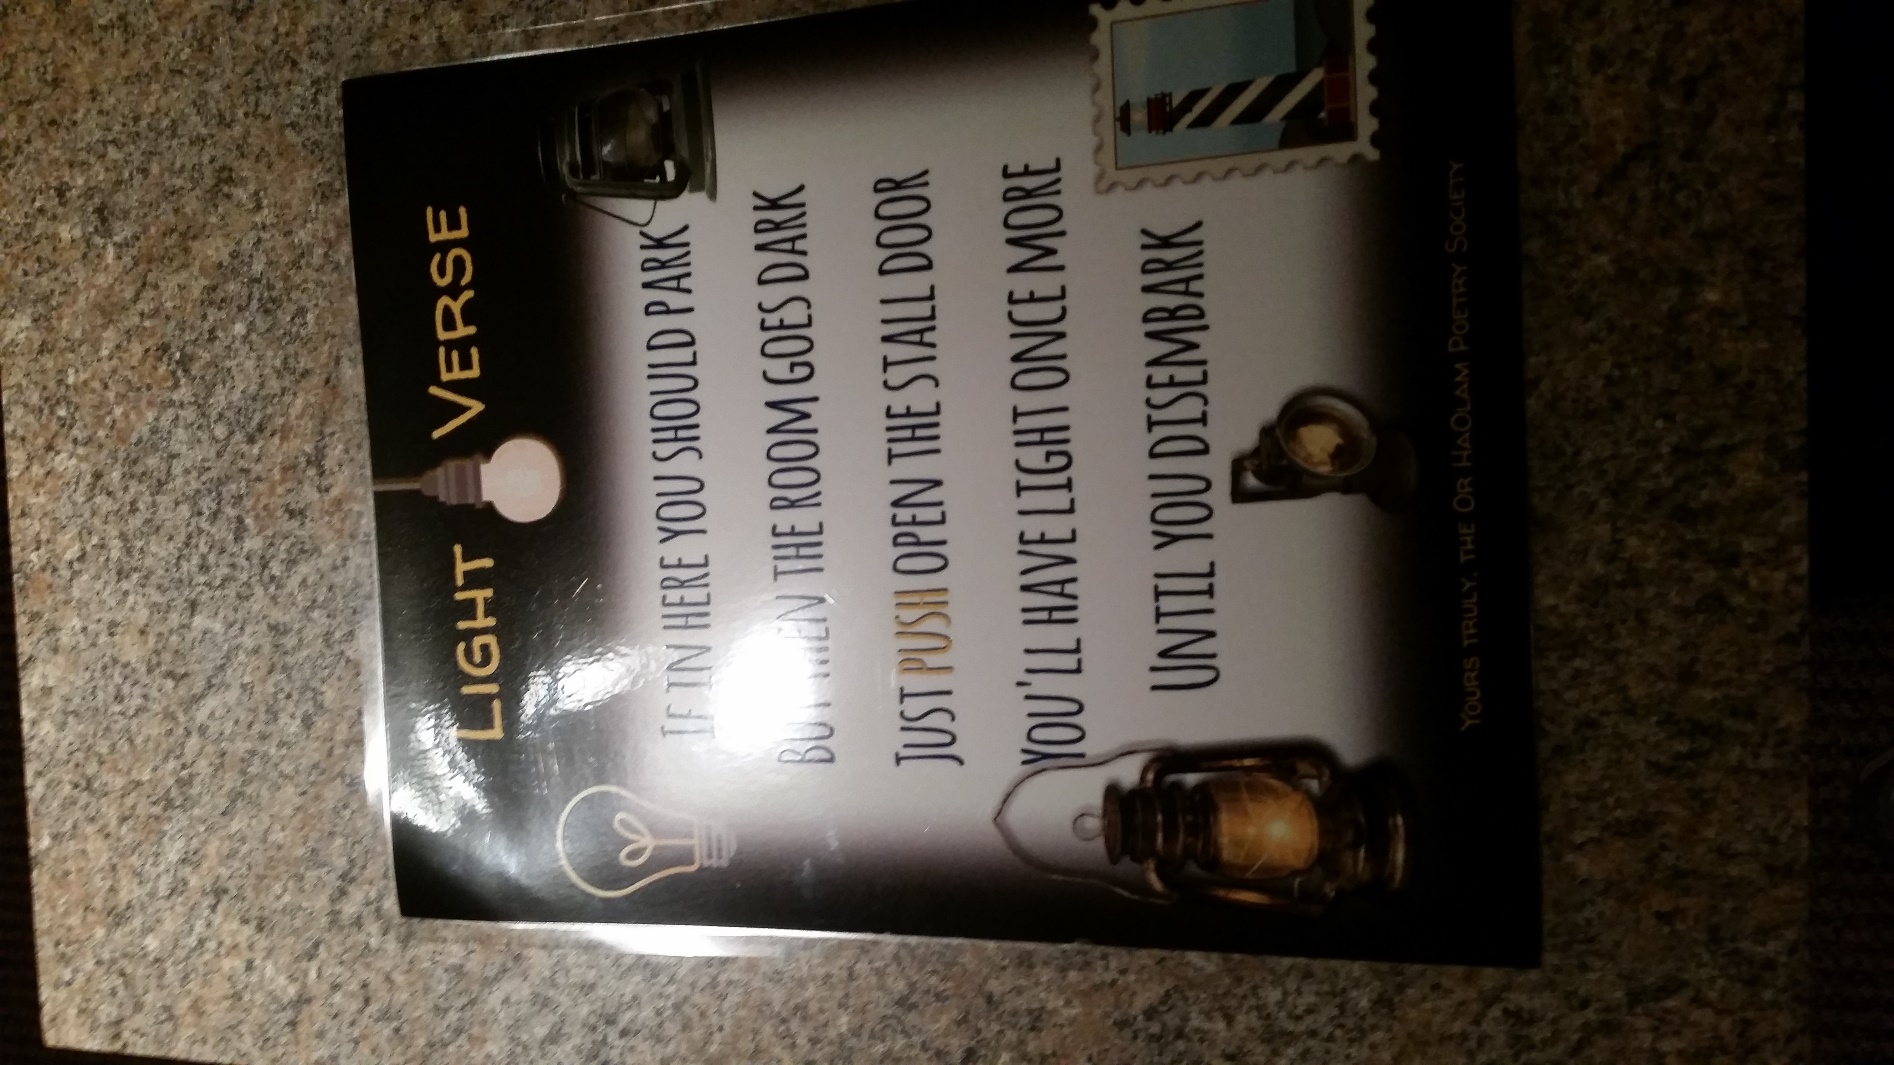 LIGHT VERSE
IF IN HERE YOU SHOULD PARK
BUT THEN THE ROOM GOES DARK
JUST PUSH OPEN THE STALL DOOR
YOU'LL HAVE LIGHT ONCE MORE
UNTIL YOU DISEMBARK
YOURS TRULY, THE OR HAOLAM POETRY SOCIETY